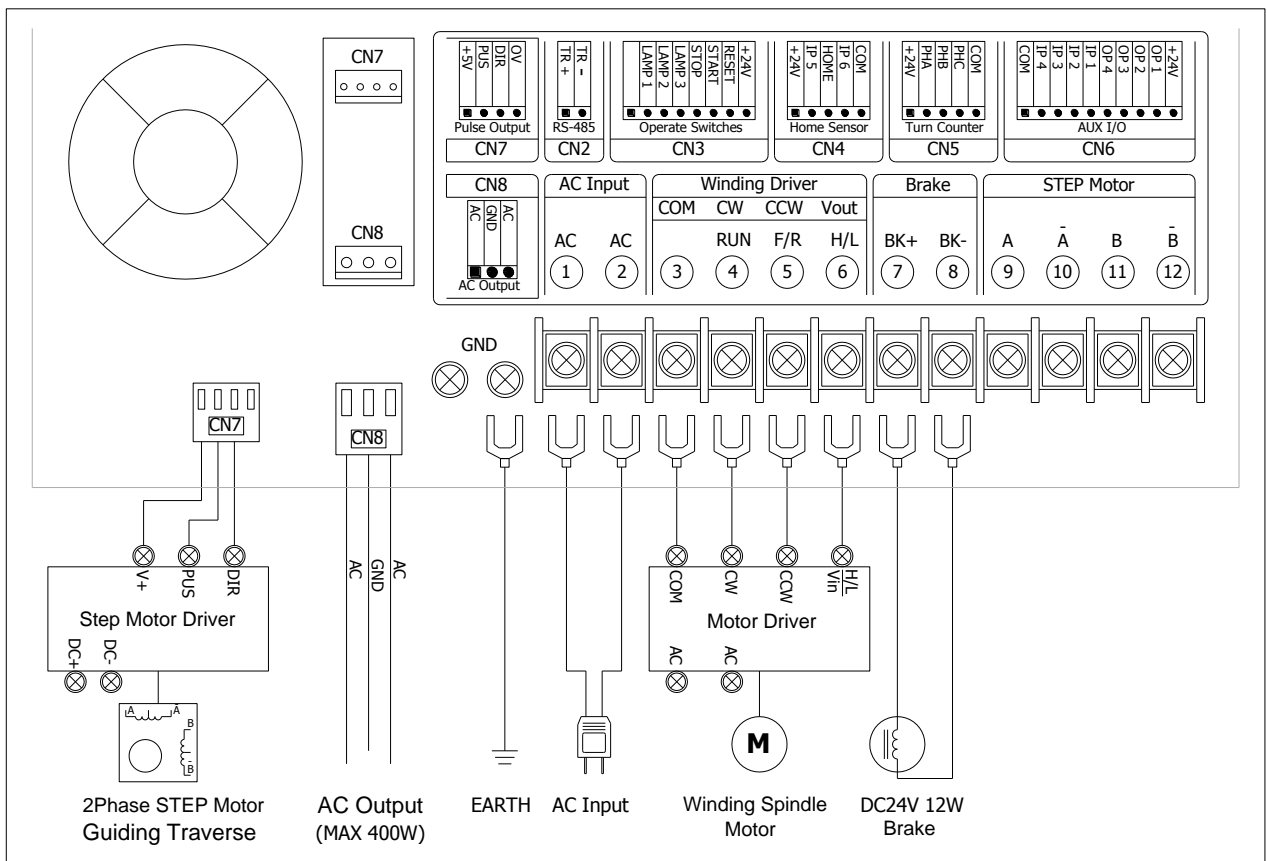 CN7
CN8
+5V
PUS
DIR
OV
Pulse Output
CN7
TR +
TR -
RS-485
CN2
LAMP 1
LAMP 2
LAMP 3
STOP
START
RESET
+24V
Operate Switches
CN3
+24V
IP 5
HOME
IP 6
COM
Home Sensor
CN4
+24V
PHA
PHB
PHC
COM
Turn Counter
CN5
COM
IP 4
IP 3
IP 2
IP 1
OP 4
OP 3
OP 2
OP 1
+24V
AUX I/O
CN6
CN8
AC
GND
AC
AC Output
AC Input
AC AC
1 2
Winding Driver
COM CW CCW Vout
RUN F/R H/L
3 4 5 6
Brake
BK+ BK-
7 8
STEP Motor
A A̅ B B̅
9 10 11 12
GND
CN7
CN8
V+
PUS
DIR
Step Motor Driver
DC+
DC-
A A̅
B
B̅
2Phase STEP Motor
Guiding Traverse
AC
GND
AC
AC Output
(MAX 400W)
EARTH
AC Input
COM
CW
CCW
H/L
Vin
Motor Driver
AC
AC
M
Winding Spindle
Motor
DC24V 12W
Brake